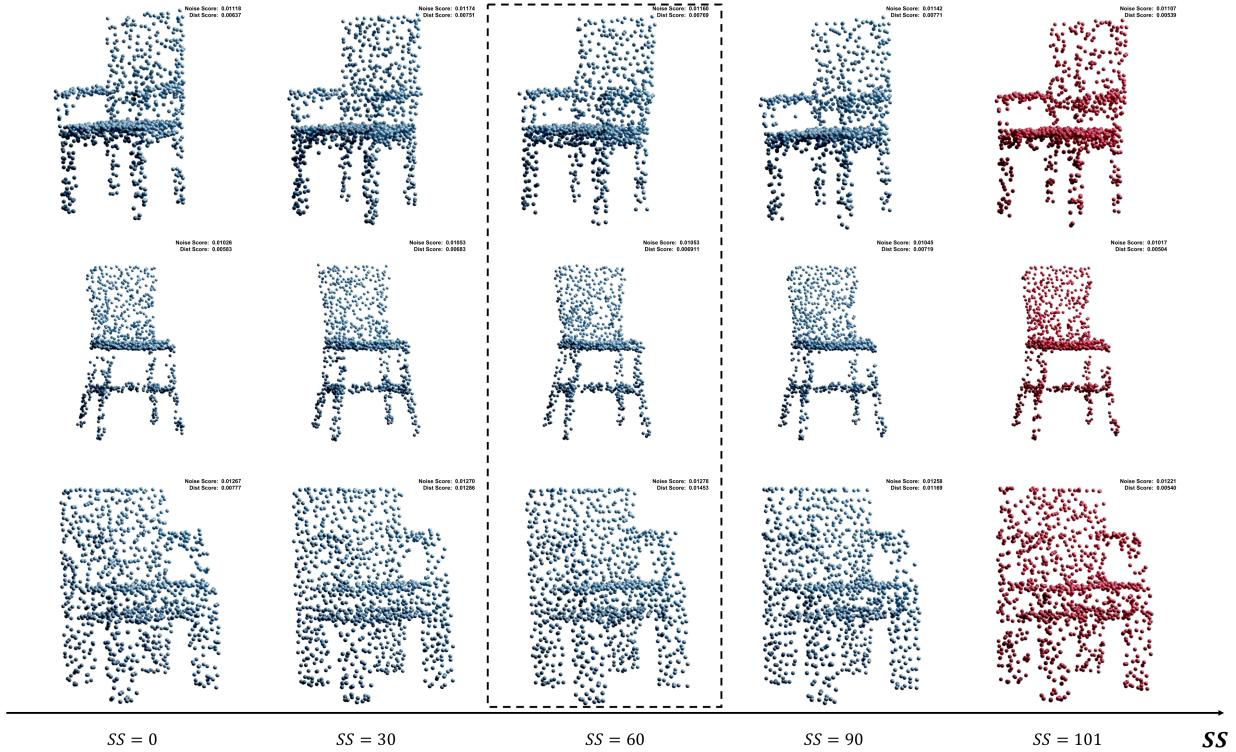 Noise Score: 0.01118
Dist Score: 0.00637
Noise Score: 0.01174
Dist Score: 0.00751
Noise Score: 0.01160
Dist Score: 0.00769
Noise Score: 0.01142
Dist Score: 0.00771
Noise Score: 0.01107
Dist Score: 0.00539
Noise Score: 0.01026
Dist Score: 0.00583
Noise Score: 0.01053
Dist Score: 0.00683
Noise Score: 0.01053
Dist Score: 0.006911
Noise Score: 0.01045
Dist Score: 0.00719
Noise Score: 0.01017
Dist Score: 0.00504
Noise Score: 0.01267
Dist Score: 0.00777
Noise Score: 0.01270
Dist Score: 0.01286
Noise Score: 0.01278
Dist Score: 0.01453
Noise Score: 0.01258
Dist Score: 0.01169
Noise Score: 0.01221
Dist Score: 0.00540
SS = 0
SS = 30
SS = 60
SS = 90
SS = 101
SS